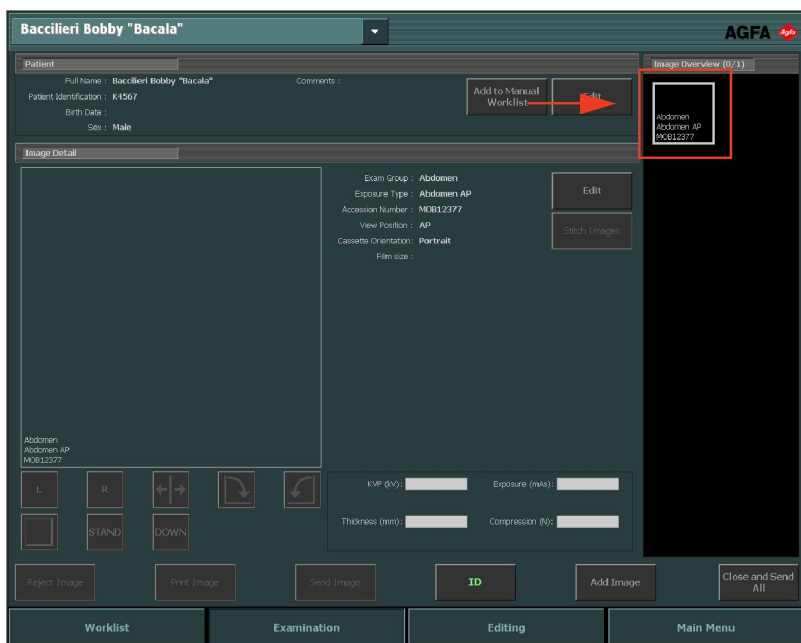 Baccilieri Bobby "Bacala"
AGFA
Agfa
Patient
Full Name : Baccilieri Bobby "Bacala"
Comments :
Patient Identification : K4567
Birth Date :
Sex : Male
Add to Manual
Worklist
Edit
Image Overview (0/1)
Abdomen
Abdomen AP
MOB12377
Image Detail
Exam Group : Abdomen
Exposure Type : Abdomen AP
Accession Number : MOB12377
View Position : AP
Cassette Orientation: Portrait
Film size :
Edit
Stitch Images
Abdomen
Abdomen AP
MOB12377
L
R
STAND
DOWN
KVP (kV):
Exposure (mAs):
Thickness (mm):
Compression (N):
Reject Image
Print Image
Send Image
ID
Add Image
Close and Send
All
Worklist
Examination
Editing
Main Menu